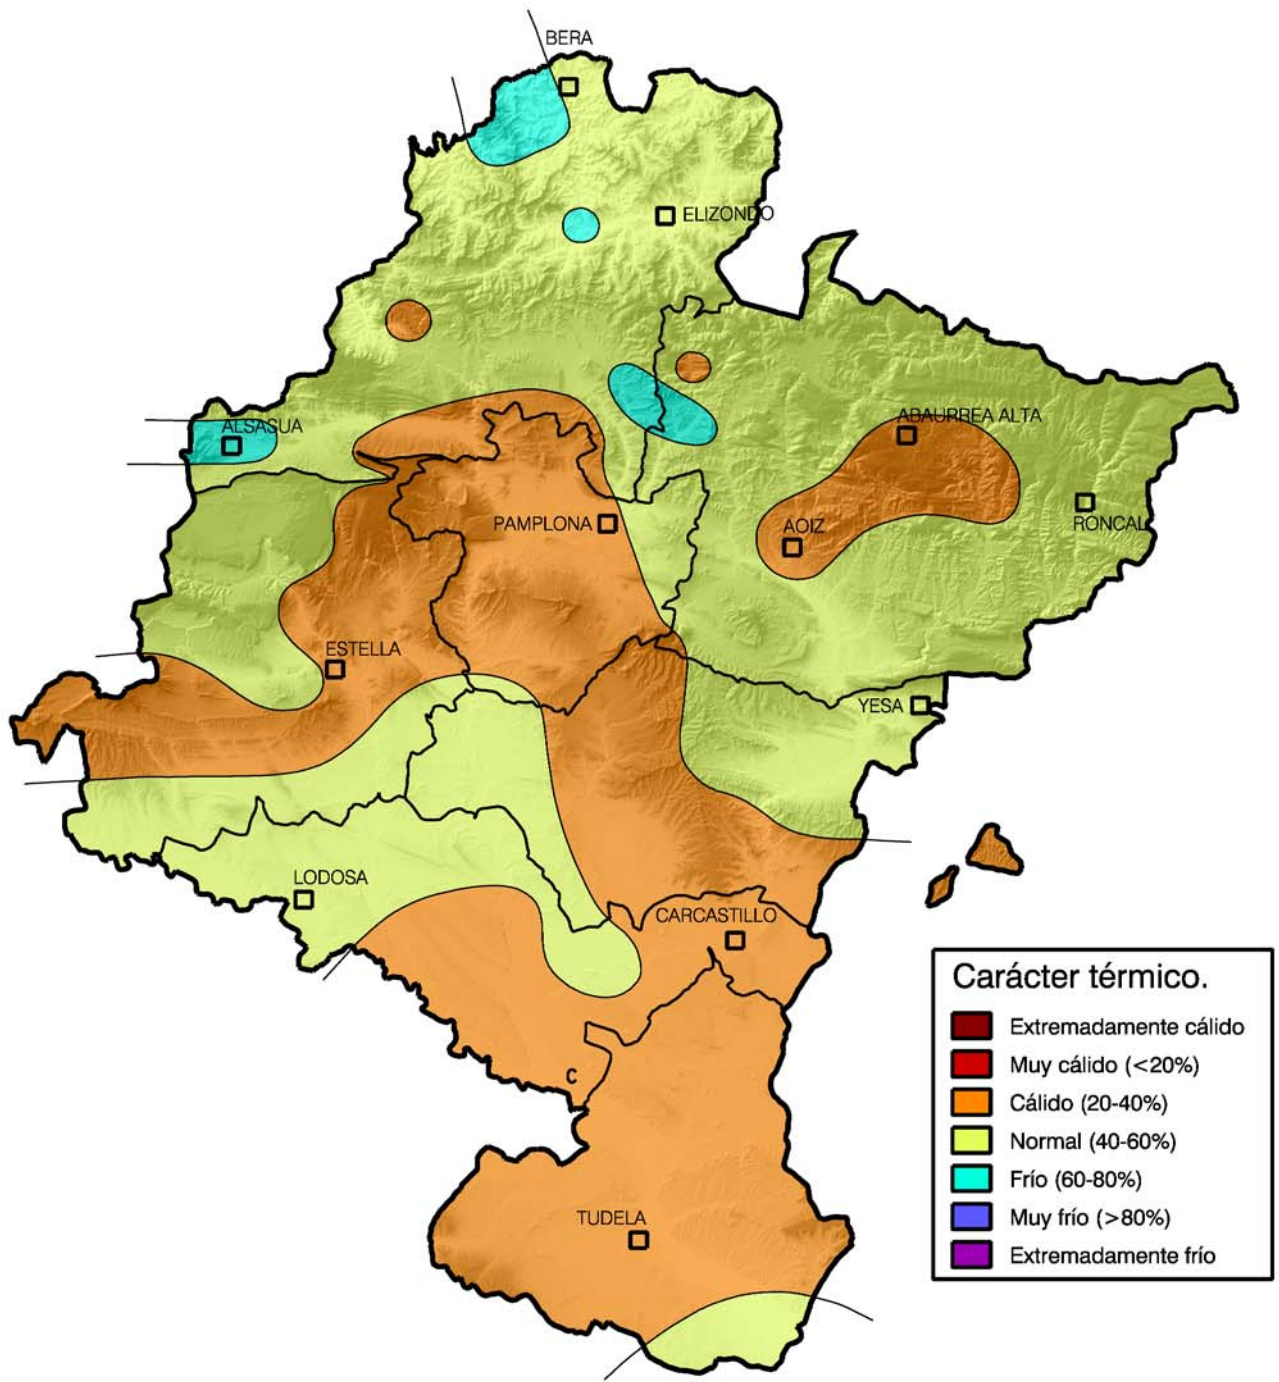 BERA
ELIZONDO
ALSASUA
ABAURREA ALTA
PAMPLONA
AOIZ
RONCAL
ESTELLA
YESA
LODOSA
CARCASTILLO
C
TUDELA
Carácter térmico.
Extremadamente cálido
Muy cálido (<20%)
Cálido (20-40%)
Normal (40-60%)
Frío (60-80%)
Muy frío (>80%)
Extremadamente frío